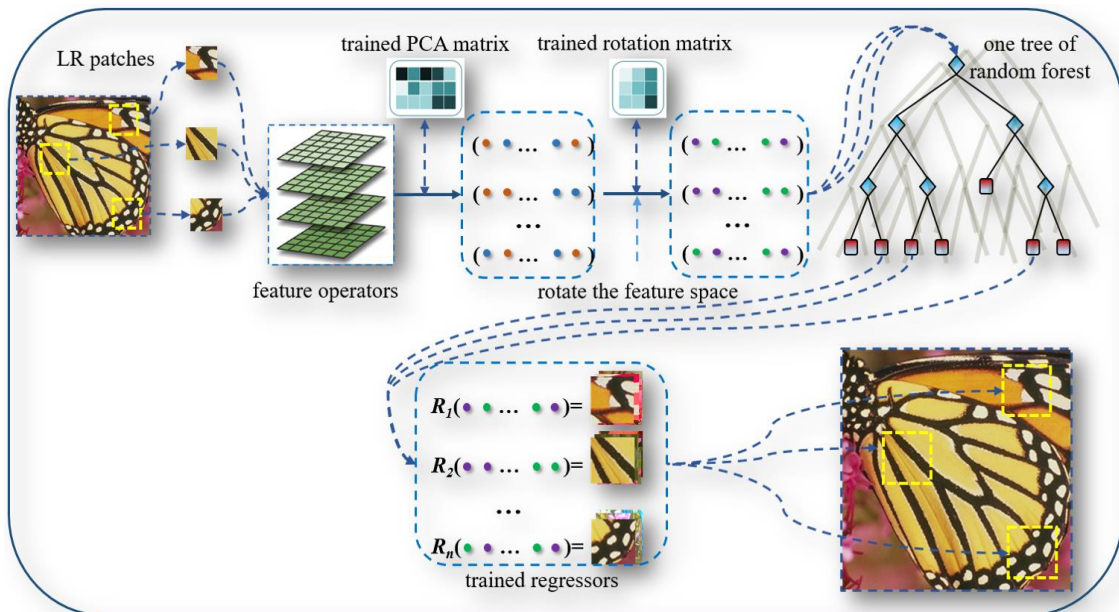 trained PCA matrix
trained rotation matrix
one tree of
random forest
LR patches
( ... )
( ... )
( ... )
( ... )
...
...
( ... )
( ... )
feature operators
rotate the feature space
R1( ... )=
R2( ... )=
...
Rn( ... )=
trained regressors